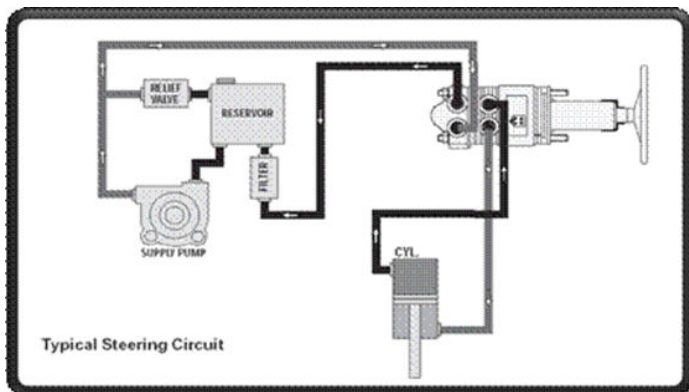 RELIEF
VALVE
RESERVOIR
FILTER
SUPPLY PUMP
CYL.
Typical Steering Circuit